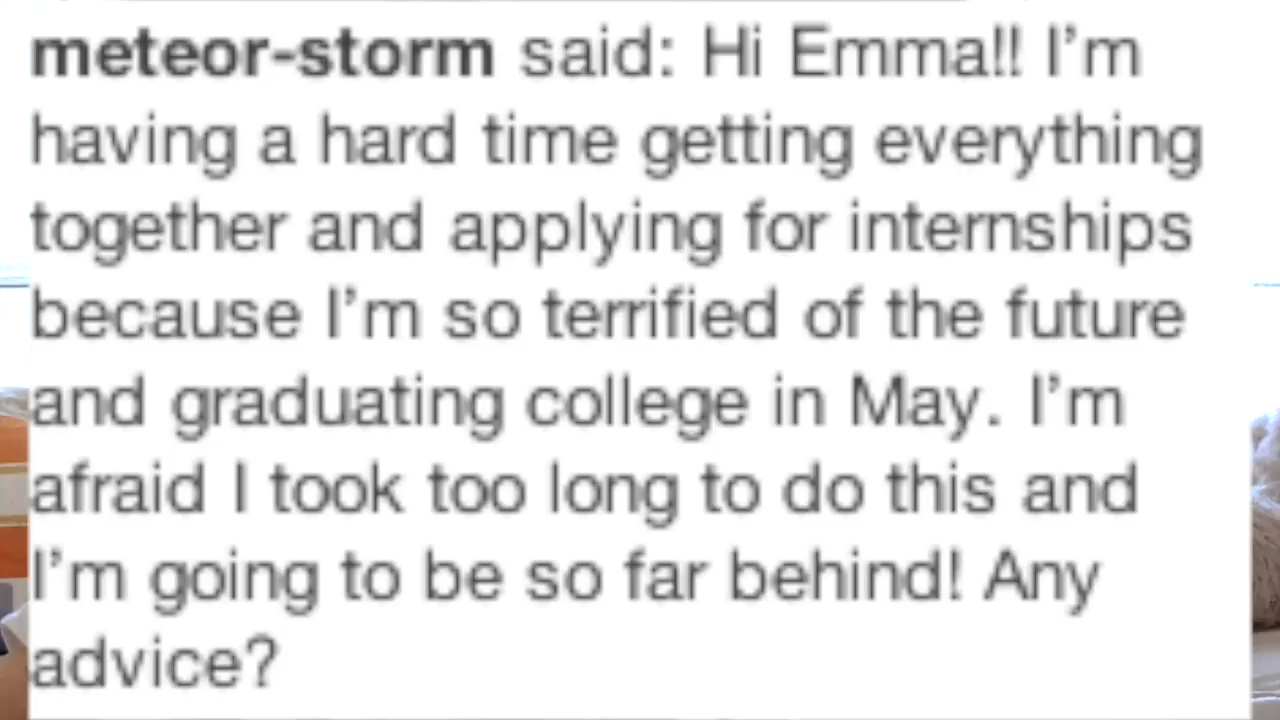 meteor-storm said: Hi Emma!! I'm
having a hard time getting everything
together and applying for internships
because I'm so terrified of the future
and graduating college in May. I'm
afraid I took too long to do this and
I'm going to be so far behind! Any
advice?